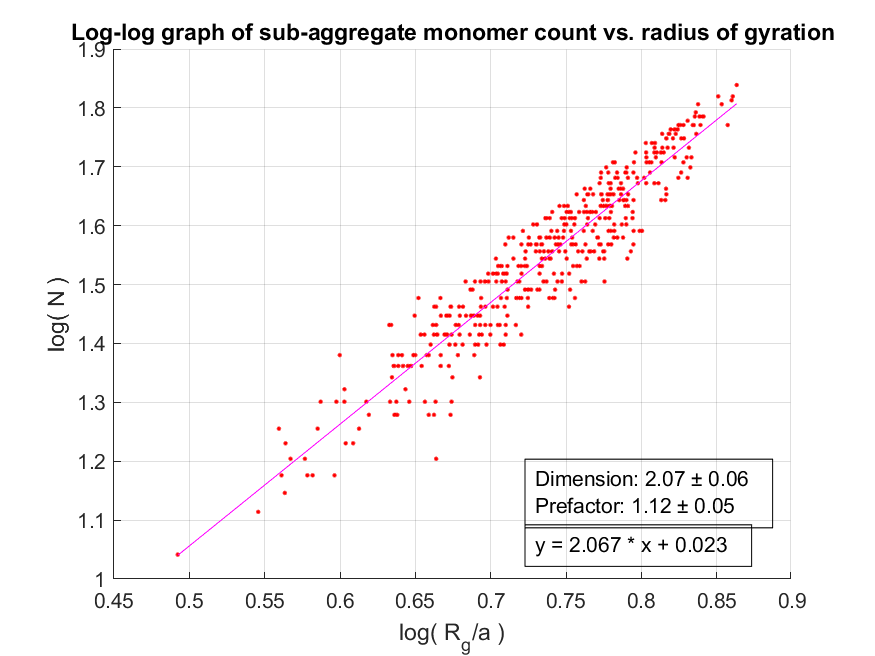 Log-log graph of sub-aggregate monomer count vs. radius of gyration
1.9
1.8
1.7
1.6
1.5
1.4
1.3
1.2
1.1
1
log( N )
Dimension: 2.07 ± 0.06
Prefactor: 1.12 ± 0.05
y = 2.067 * x + 0.023
0.45 0.5 0.55 0.6 0.65 0.7 0.75 0.8 0.85 0.9
log( R_g/a )